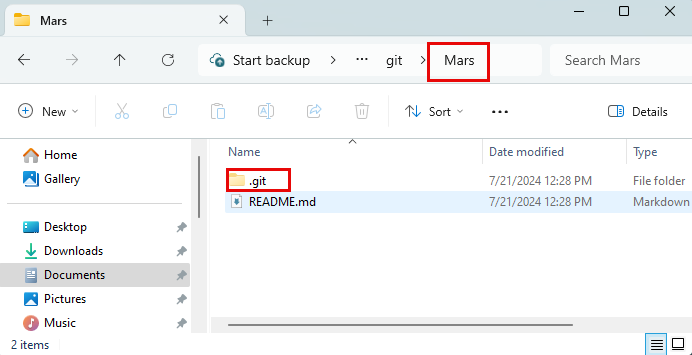 Mars
Start backup
git
Mars
Search Mars
New
Sort
Details
Home
Gallery
Desktop
Downloads
Documents
Pictures
Music
Name Date modified Type
.git 7/21/2024 12:28 PM File folder
README.md 7/21/2024 12:28 PM Markdown
2 items